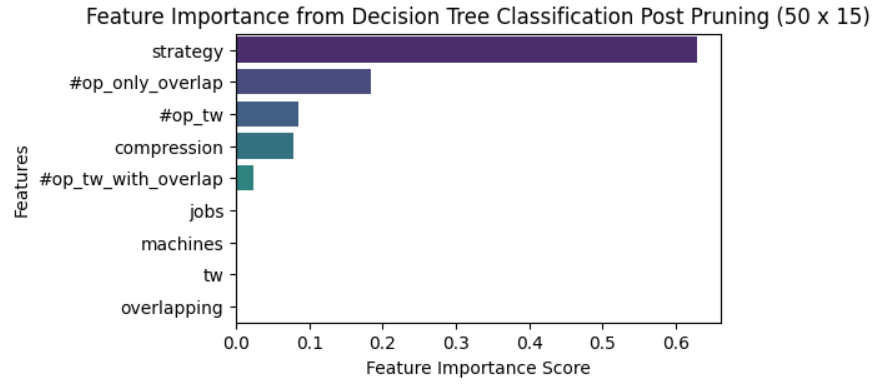 Feature Importance from Decision Tree Classification Post Pruning (50 x 15)
strategy
#op_only_overlap
#op_tw
compression
#op_tw_with_overlap
jobs
machines
tw
overlapping
Features
0.0 0.1 0.2 0.3 0.4 0.5 0.6
Feature Importance Score